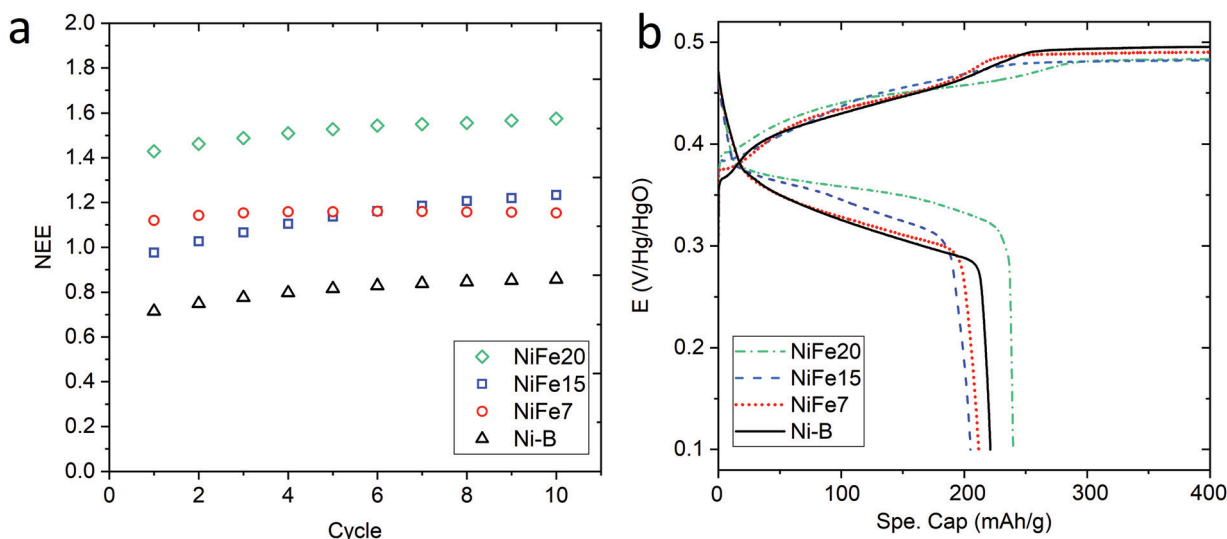 a
2.0
1.8
1.6
1.4
1.2
1.0
0.8
0.6
0.4
0.2
0.0
NEE
0 2 4 6 8 10
Cycle
NiFe20
NiFe15
NiFe7
Ni-B
b
0.5
0.4
0.3
0.2
0.1
E (V/Hg/HgO)
0 100 200 300 400
Spe. Cap (mAh/g)
NiFe20
NiFe15
NiFe7
Ni-B